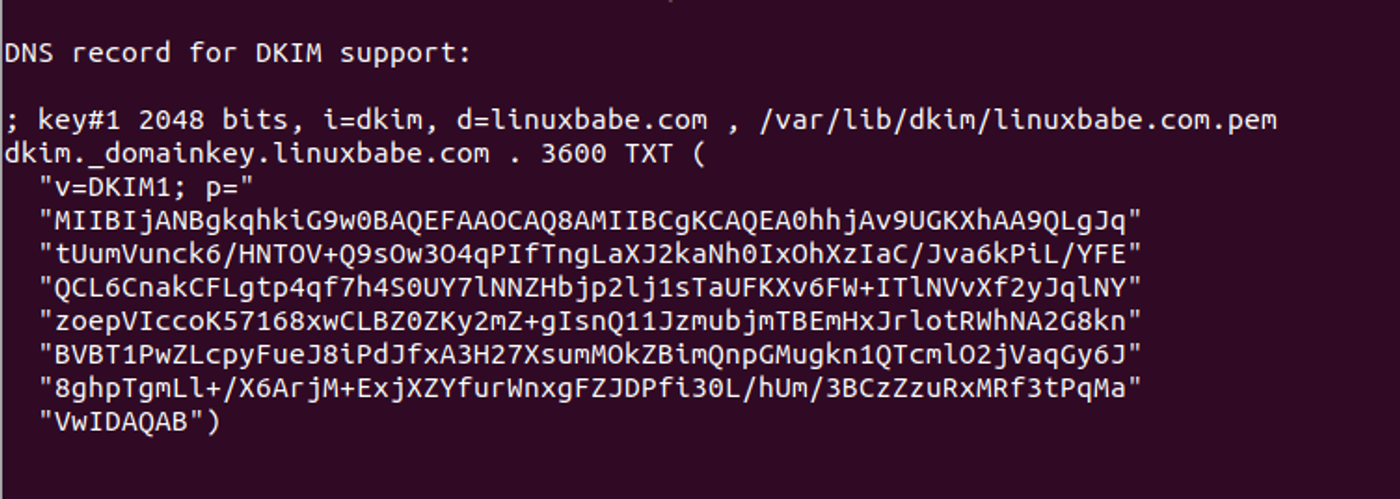 DNS record for DKIM support:
; key#1 2048 bits, i=dkim, d=linuxbabe.com , /var/lib/dkim/linuxbabe.com.pem
dkim._domainkey.linuxbabe.com . 3600 TXT (
"v=DKIM1; p="
"MIIBIjANBgkqhkiG9w0BAQEFAAOCAQ8AMIIBCgKCAQEA0hhjAv9UGKXhAA9QLgJq"
"tUumVunck6/HNTOV+Q9sOw3O4qPIfTngLaXJ2kaNh0IxOhXzIaC/Jva6kPiL/YFE"
"QCL6CnakCFLgtp4qf7h4S0UY7lNNZHbjp2lj1sTaUFKXv6FW+ITlNVvXf2yJqlNY"
"zoepVIccoK57168xwCLBZ0ZKy2mZ+gIsnQ11JzmubjmTBEmHxJrlotRWhNA2G8kn"
"BVBT1PwZLcpyFueJ8iPdJfxA3H27XsumMOkZBimQnpGMugkn1QTcmlO2jVaqGy6J"
"8ghpTgmLl+/X6ArjM+ExjXZYfurWnxgFZJDPfi30L/hUm/3BCzZzuRxMRf3tPqMa"
"VwIDAQAB")